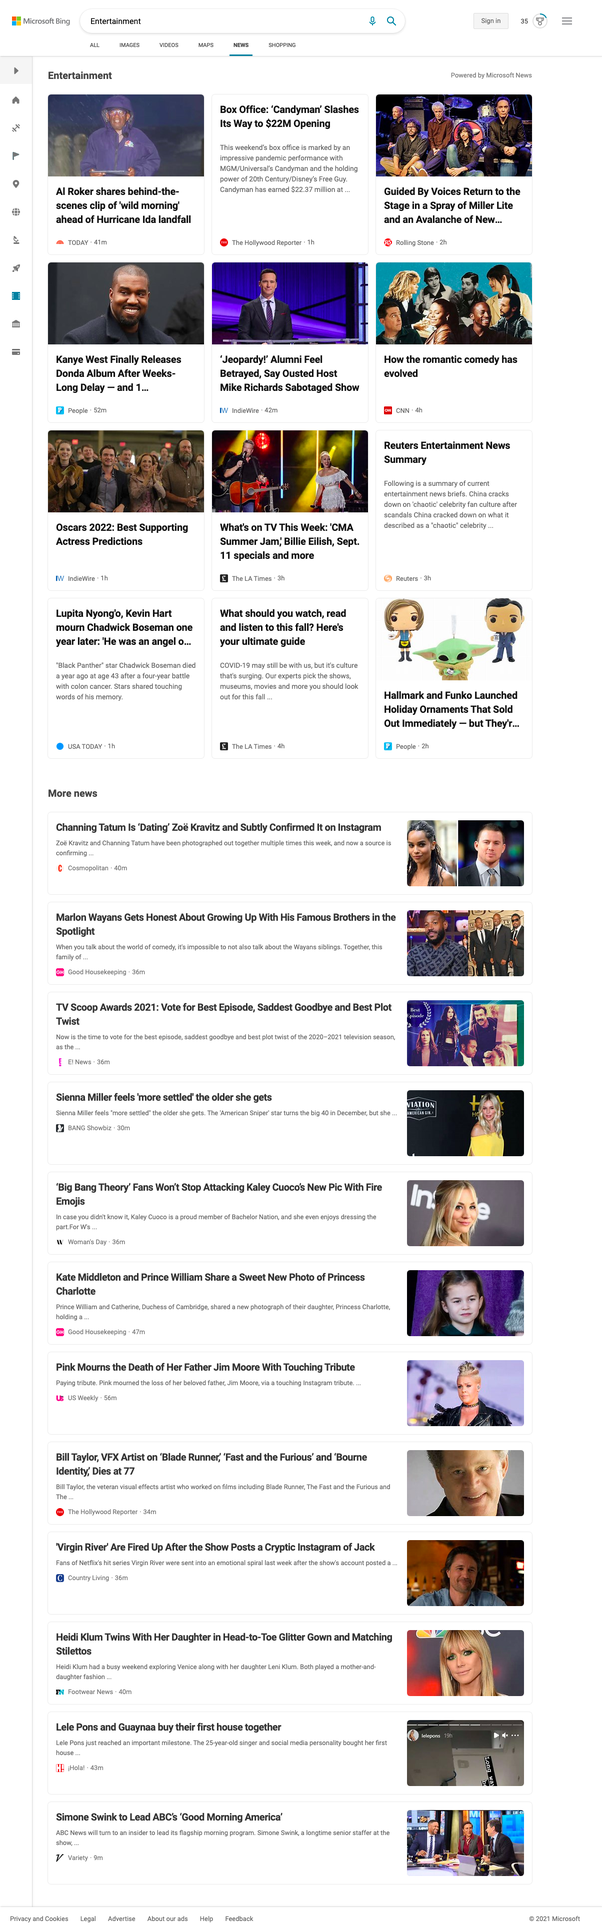 Microsoft Bing
Entertainment
Sign in
35
ALL
IMAGES
VIDEOS
MAPS
NEWS
SHOPPING
Entertainment
Powered by Microsoft News
Al Roker shares behind-the-
scenes clip of 'wild morning'
ahead of Hurricane Ida landfall
TODAY · 41m
Box Office: ‘Candyman’ Slashes
Its Way to $22M Opening
This weekend's box office is marked by an
impressive pandemic performance with
MGM/Universal's Candyman and the holding
power of 20th Century/Disney's Free Guy.
Candyman has earned $22.37 million at ...
The Hollywood Reporter · 1h
Guided By Voices Return to the
Stage in a Spray of Miller Lite
and an Avalanche of New...
Rolling Stone · 2h
Kanye West Finally Releases
Donda Album After Weeks-
Long Delay — and 1...
People · 52m
‘Jeopardy!’ Alumni Feel
Betrayed, Say Ousted Host
Mike Richards Sabotaged Show
IndieWire · 42m
How the romantic comedy has
evolved
CNN · 4h
Oscars 2022: Best Supporting
Actress Predictions
IndieWire · 1h
What's on TV This Week: 'CMA
Summer Jam,' Billie Eilish, Sept.
11 specials and more
The LA Times · 3h
Reuters Entertainment News
Summary
Following is a summary of current
entertainment news briefs. China cracks
down on 'chaotic' celebrity fan culture after
scandals China cracked down on what it
described as a "chaotic" celebrity ...
Reuters · 3h
Lupita Nyong'o, Kevin Hart
mourn Chadwick Boseman one
year later: 'He was an angel o...
"Black Panther" star Chadwick Boseman died
a year ago at age 43 after a four-year battle
with colon cancer. Stars shared touching
words of his memory.
USA TODAY · 1h
What should you watch, read
and listen to this fall? Here's
your ultimate guide
COVID-19 may still be with us, but it's culture
that's surging. Our experts pick the shows,
museums, movies and more you should look
out for this fall ...
The LA Times · 4h
Hallmark and Funko Launched
Holiday Ornaments That Sold
Out Immediately — but They'r...
People · 2h
More news
Channing Tatum Is ‘Dating’ Zoë Kravitz and Subtly Confirmed It on Instagram
Zoë Kravitz and Channing Tatum have been photographed out together multiple times this week, and now a source is
confirming ...
Cosmopolitan · 40m
Marlon Wayans Gets Honest About Growing Up With His Famous Brothers in the
Spotlight
When you talk about the world of comedy, it's impossible to not also talk about the Wayans siblings. Together, this
family of ...
Good Housekeeping · 36m
TV Scoop Awards 2021: Vote for Best Episode, Saddest Goodbye and Best Plot
Twist
Now is the time to vote for the best episode, saddest goodbye and best plot twist of the 2020–2021 television season,
as the ...
E! News · 36m
Best
Episode
Sienna Miller feels 'more settled' the older she gets
Sienna Miller feels "more settled" the older she gets. The 'American Sniper' star turns the big 40 in December, but she ...
BANG Showbiz · 30m
VIATION
‘Big Bang Theory’ Fans Won’t Stop Attacking Kaley Cuoco’s New Pic With Fire
Emojis
In case you didn't know it, Kaley Cuoco is a proud member of Bachelor Nation, and she even enjoys dressing the
part.For W's ...
Woman's Day · 36m
Kate Middleton and Prince William Share a Sweet New Photo of Princess
Charlotte
Prince William and Catherine, Duchess of Cambridge, shared a new photograph of their daughter, Princess Charlotte,
holding a ...
Good Housekeeping · 47m
Pink Mourns the Death of Her Father Jim Moore With Touching Tribute
Paying tribute. Pink mourned the loss of her beloved father, Jim Moore, via a touching Instagram tribute. ...
US Weekly · 56m
Bill Taylor, VFX Artist on ‘Blade Runner,’ ‘Fast and the Furious’ and ‘Bourne
Identity,’ Dies at 77
Bill Taylor, the veteran visual effects artist who worked on films including Blade Runner, The Fast and the Furious and
The ...
The Hollywood Reporter · 34m
'Virgin River' Are Fired Up After the Show Posts a Cryptic Instagram of Jack
Fans of Netflix's hit series Virgin River were sent into an emotional spiral last week after the show's account posted a ...
Country Living · 36m
Heidi Klum Twins With Her Daughter in Head-to-Toe Glitter Gown and Matching
Stilettos
Heidi Klum had a busy weekend exploring Venice along with her daughter Leni Klum. Both played a mother-and-
daughter fashion ...
Footwear News · 40m
Lele Pons and Guaynaa buy their first house together
Lele Pons just reached an important milestone. The 25-year-old singer and social media personality bought her first
house ...
¡Hola! · 43m
lelepons 19h
Simone Swink to Lead ABC’s ‘Good Morning America’
ABC News will turn to an insider to lead its flagship morning program. Simone Swink, a longtime senior staffer at the
show, ...
Variety · 9m
Privacy and Cookies
Legal
Advertise
About our ads
Help
Feedback
© 2021 Microsoft